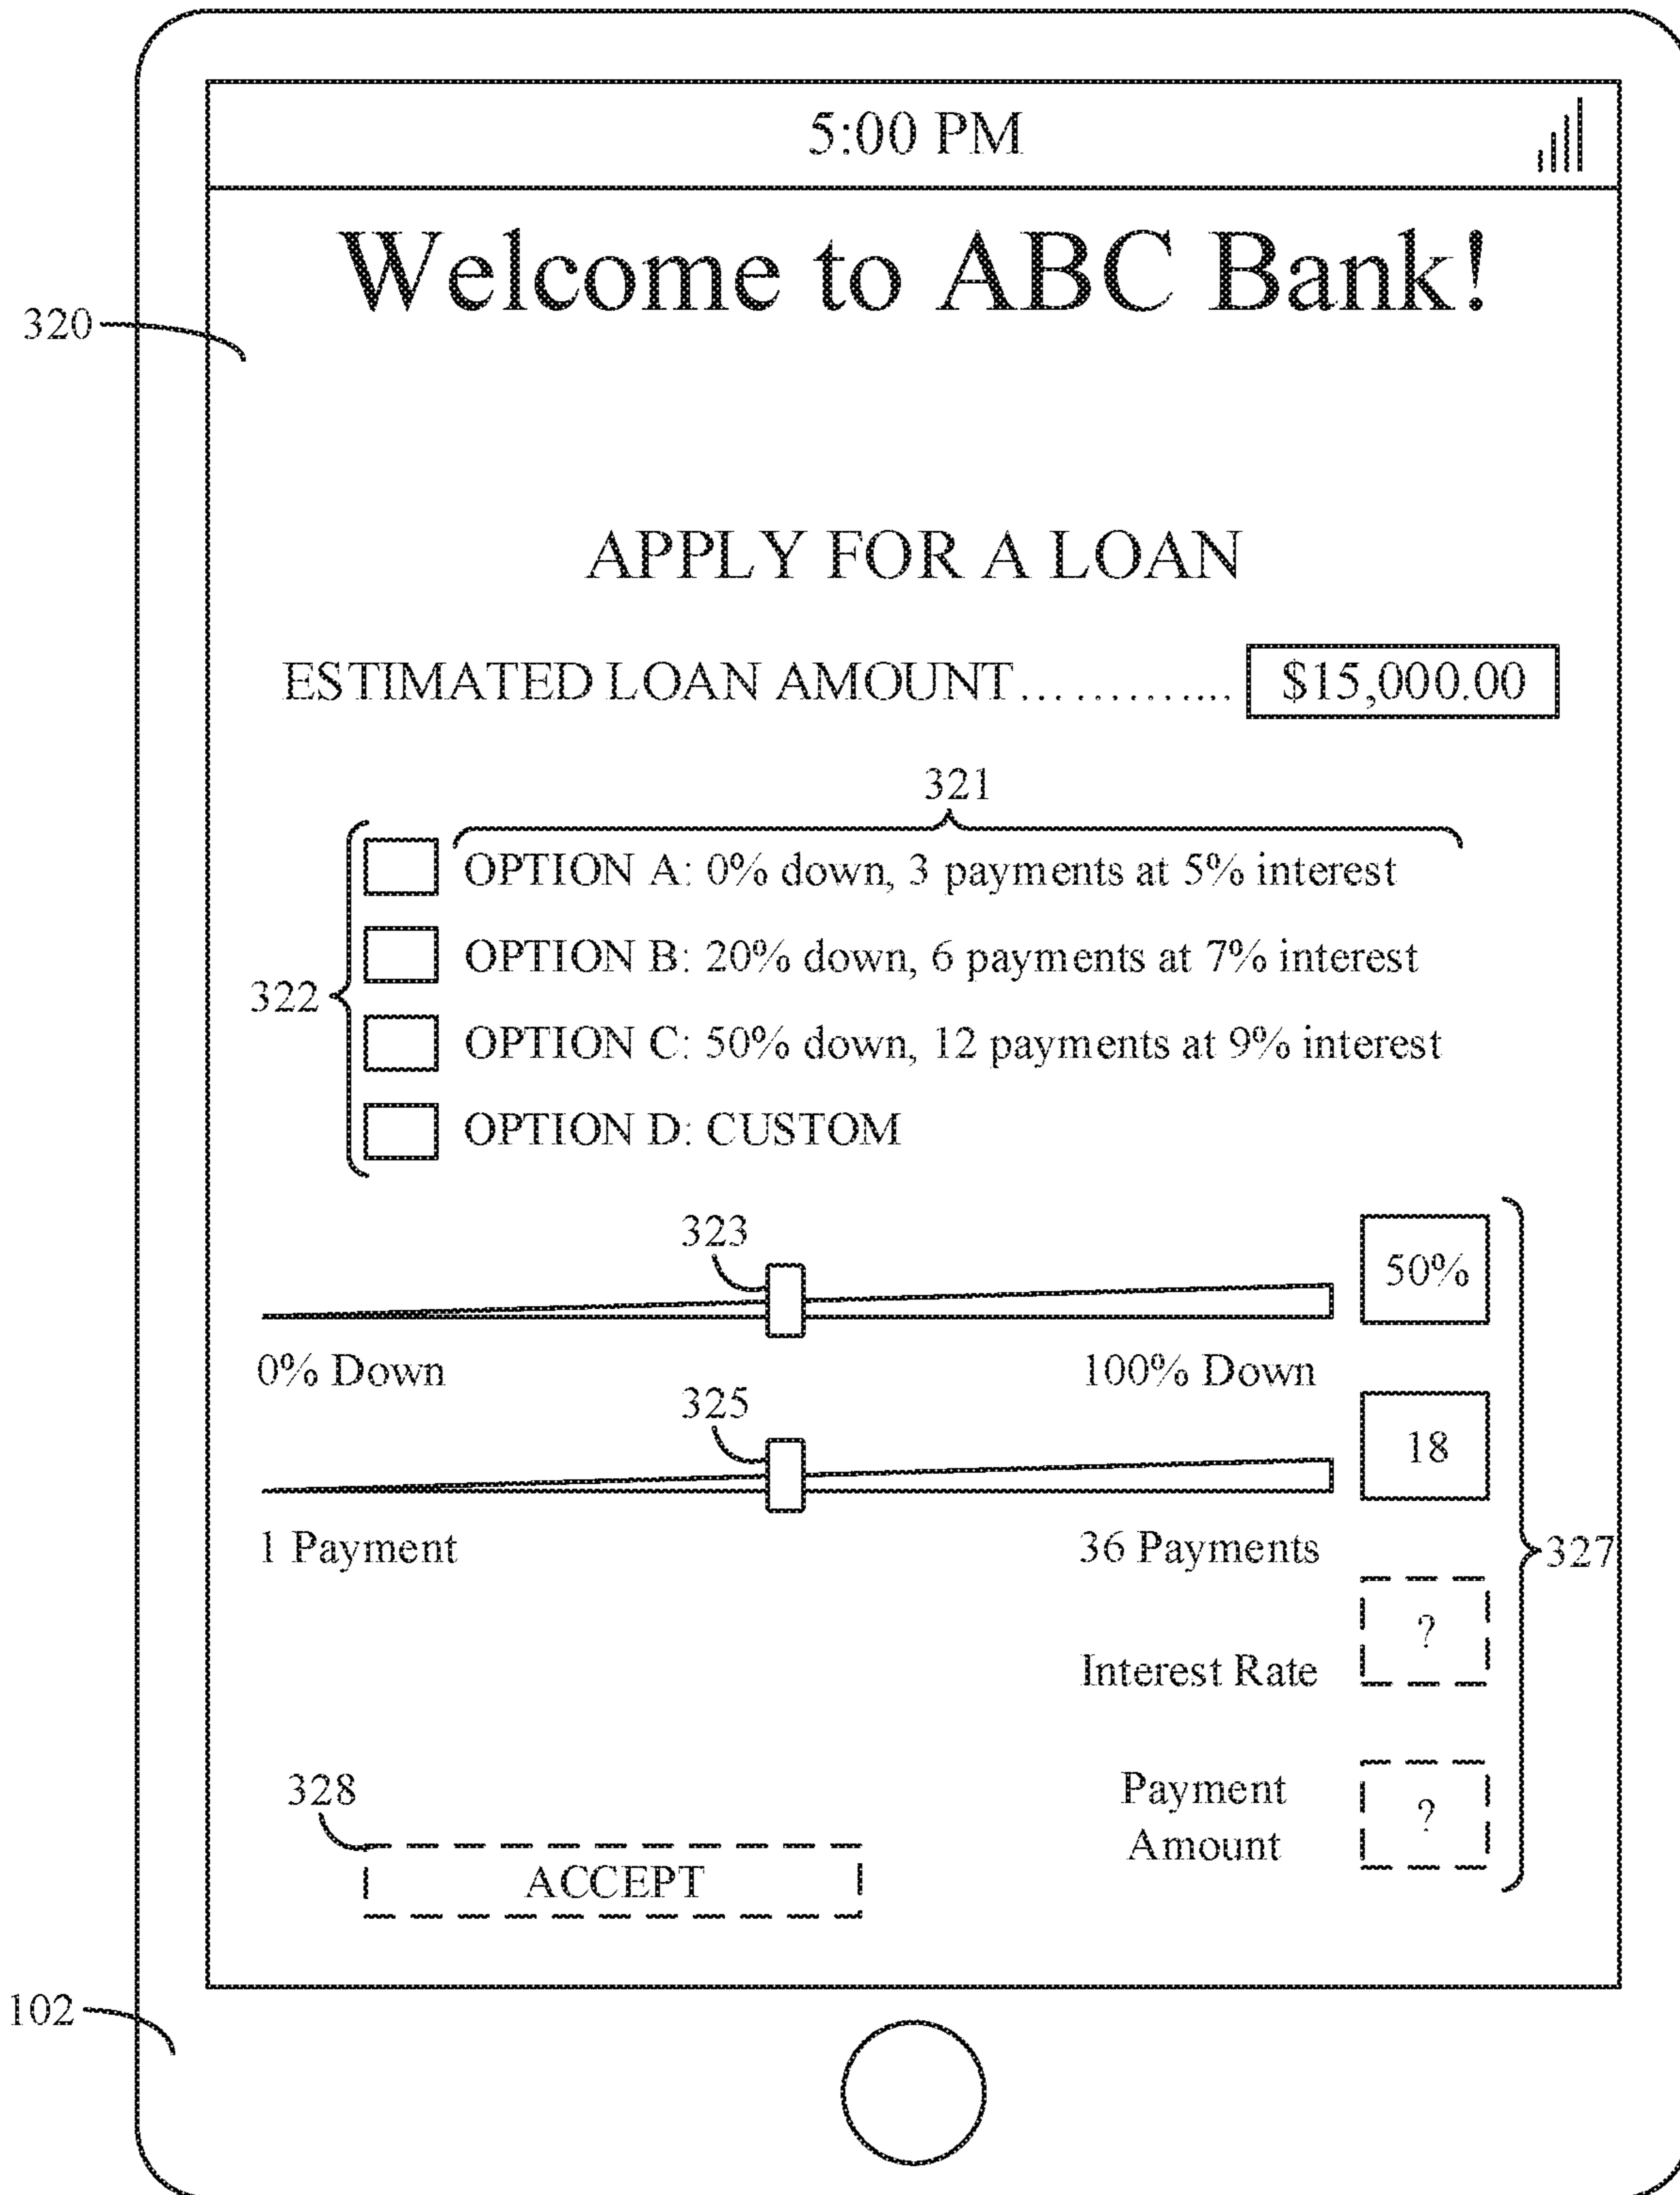 5:00 PM
Welcome to ABC Bank!
320
APPLY FOR A LOAN
ESTIMATED LOAN AMOUNT............. $15,000.00
321
OPTION A: 0% down, 3 payments at 5% interest
OPTION B: 20% down, 6 payments at 7% interest
322
OPTION C: 50% down, 12 payments at 9% interest
OPTION D: CUSTOM
323
50%
0% Down 100% Down
325
18
1 Payment 36 Payments
327
?
Interest Rate
328
Payment
Amount
?
ACCEPT
102